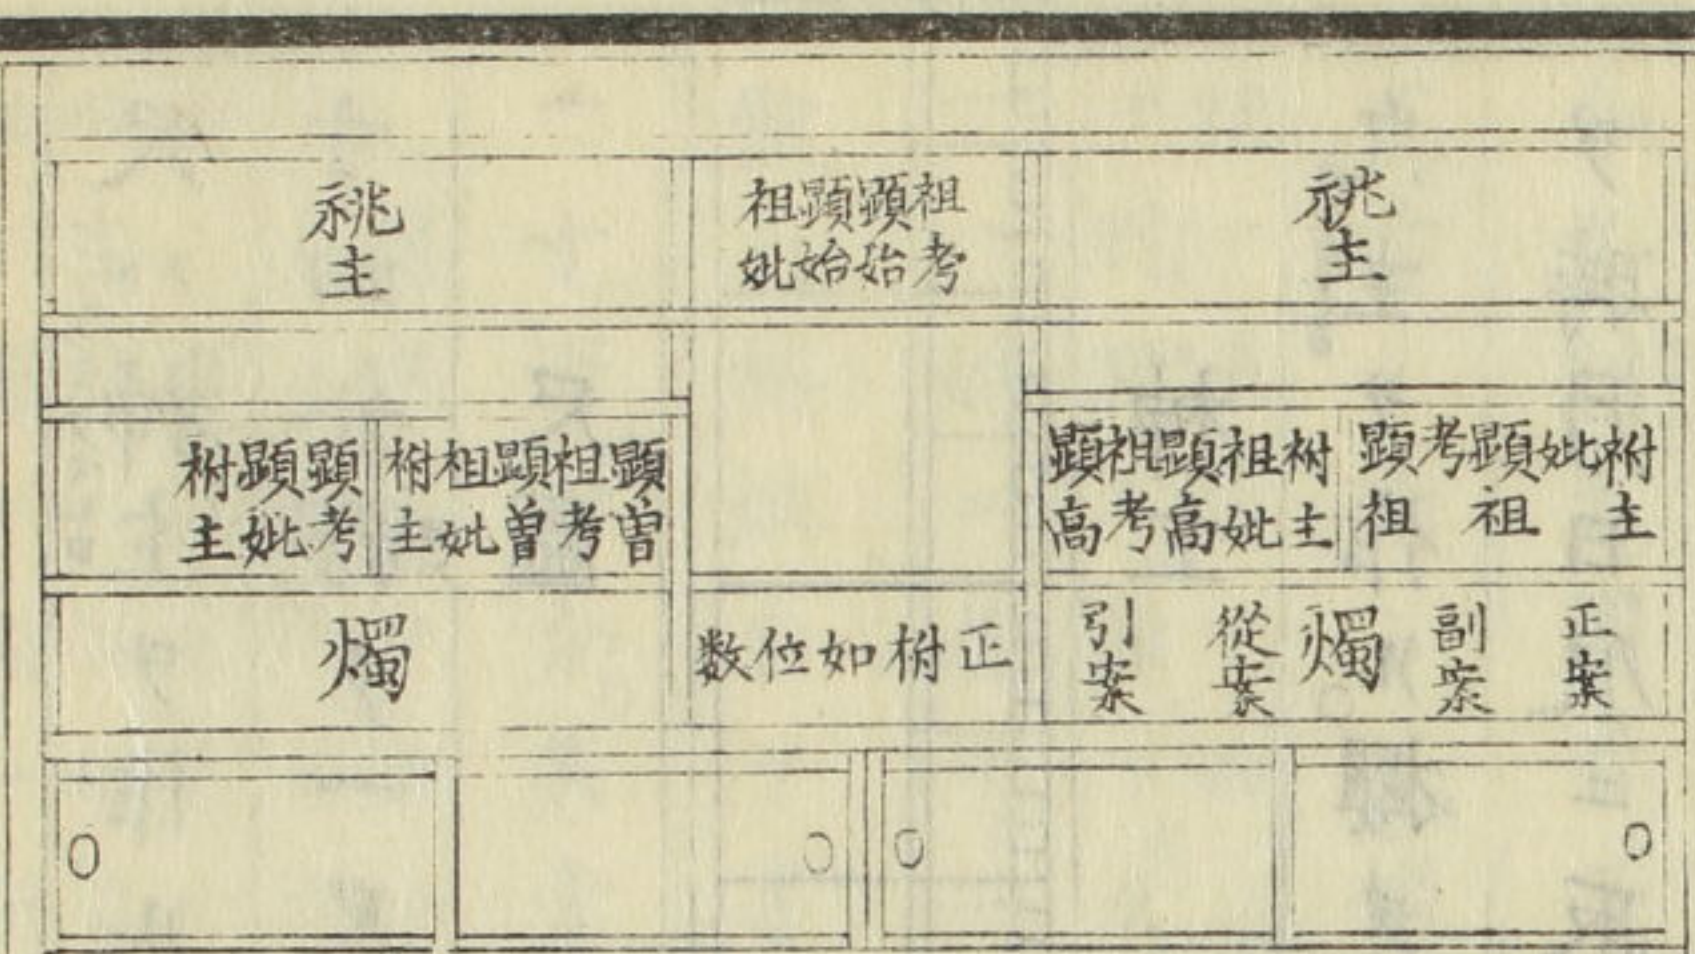 祧主
顯始祖考
顯始祖妣
祧主
顯高祖考顯高祖妣祔主
顯祖考顯祖妣祔主
顯曽祖考顯曽祖妣祔主
顯考顯妣祔主
正案
副案
燭
從案
引案
正祔如位数
燭